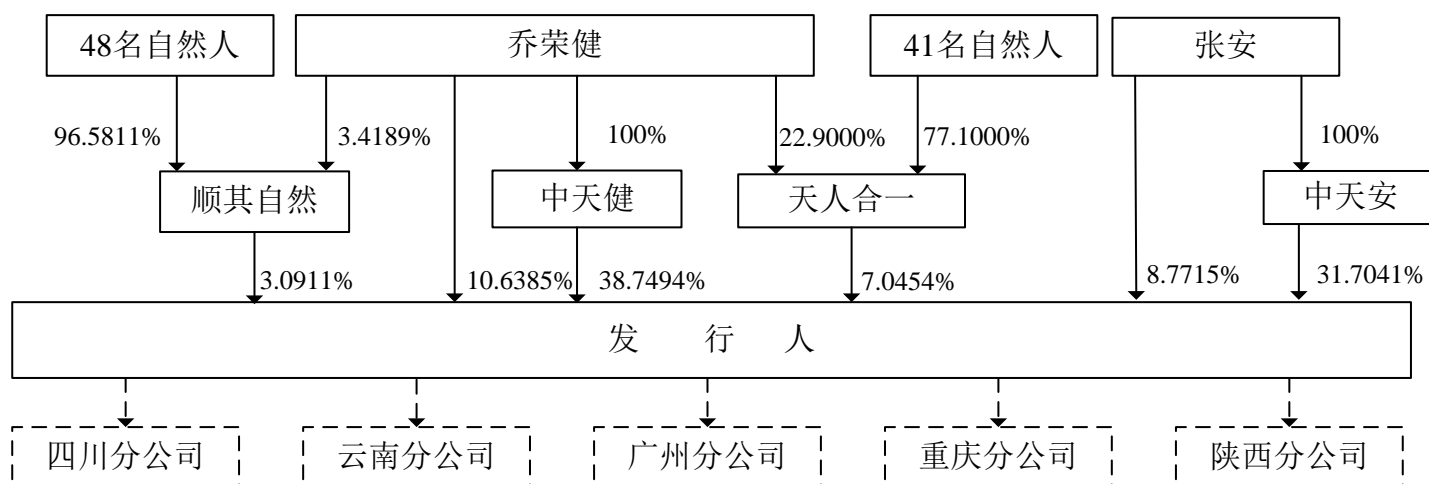 48名自然人
乔荣健
41名自然人
张安
96.5811%
3.4189%
100%
22.9000%
77.1000%
100%
顺其自然
中天健
天人合一
中天安
3.0911%
10.6385%
38.7494%
7.0454%
8.7715%
31.7041%
发 行 人
四川分公司
云南分公司
广州分公司
重庆分公司
陕西分公司